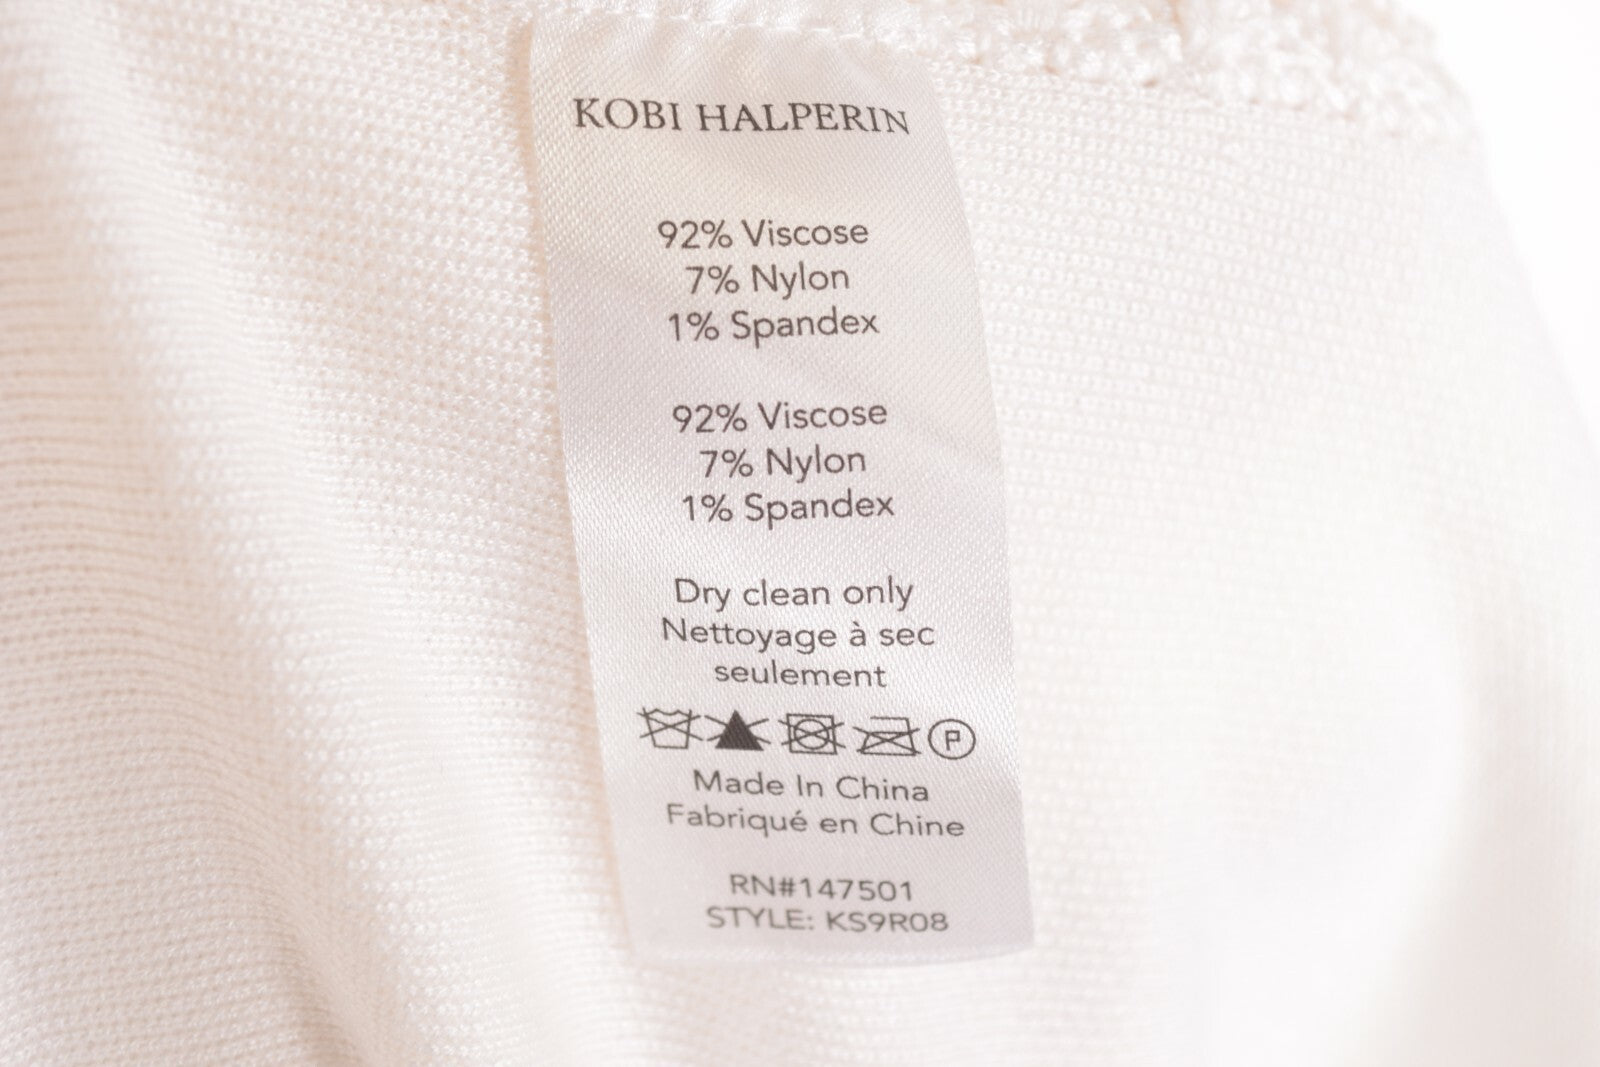 KOBI HALPERIN
92% Viscose
7% Nylon
1% Spandex
92% Viscose
7% Nylon
1% Spandex
Dry clean only
Nettoyage à sec
seulement
P
Made In China
Fabriqué en Chine
RN#147501
STYLE: KS9R08